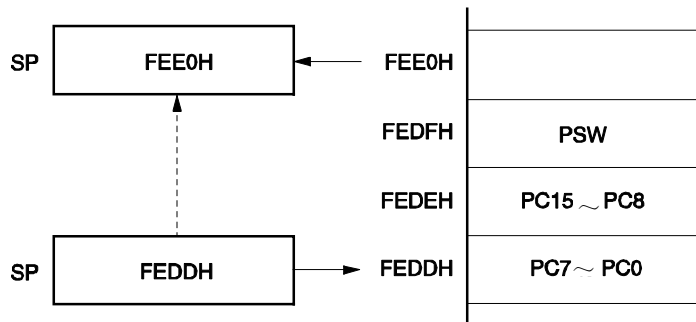 SP FEE0H FEE0H
FEDFH PSW
FEDEH PC15 ~ PC8
SP FEDDH FEDDH PC7 ~ PC0